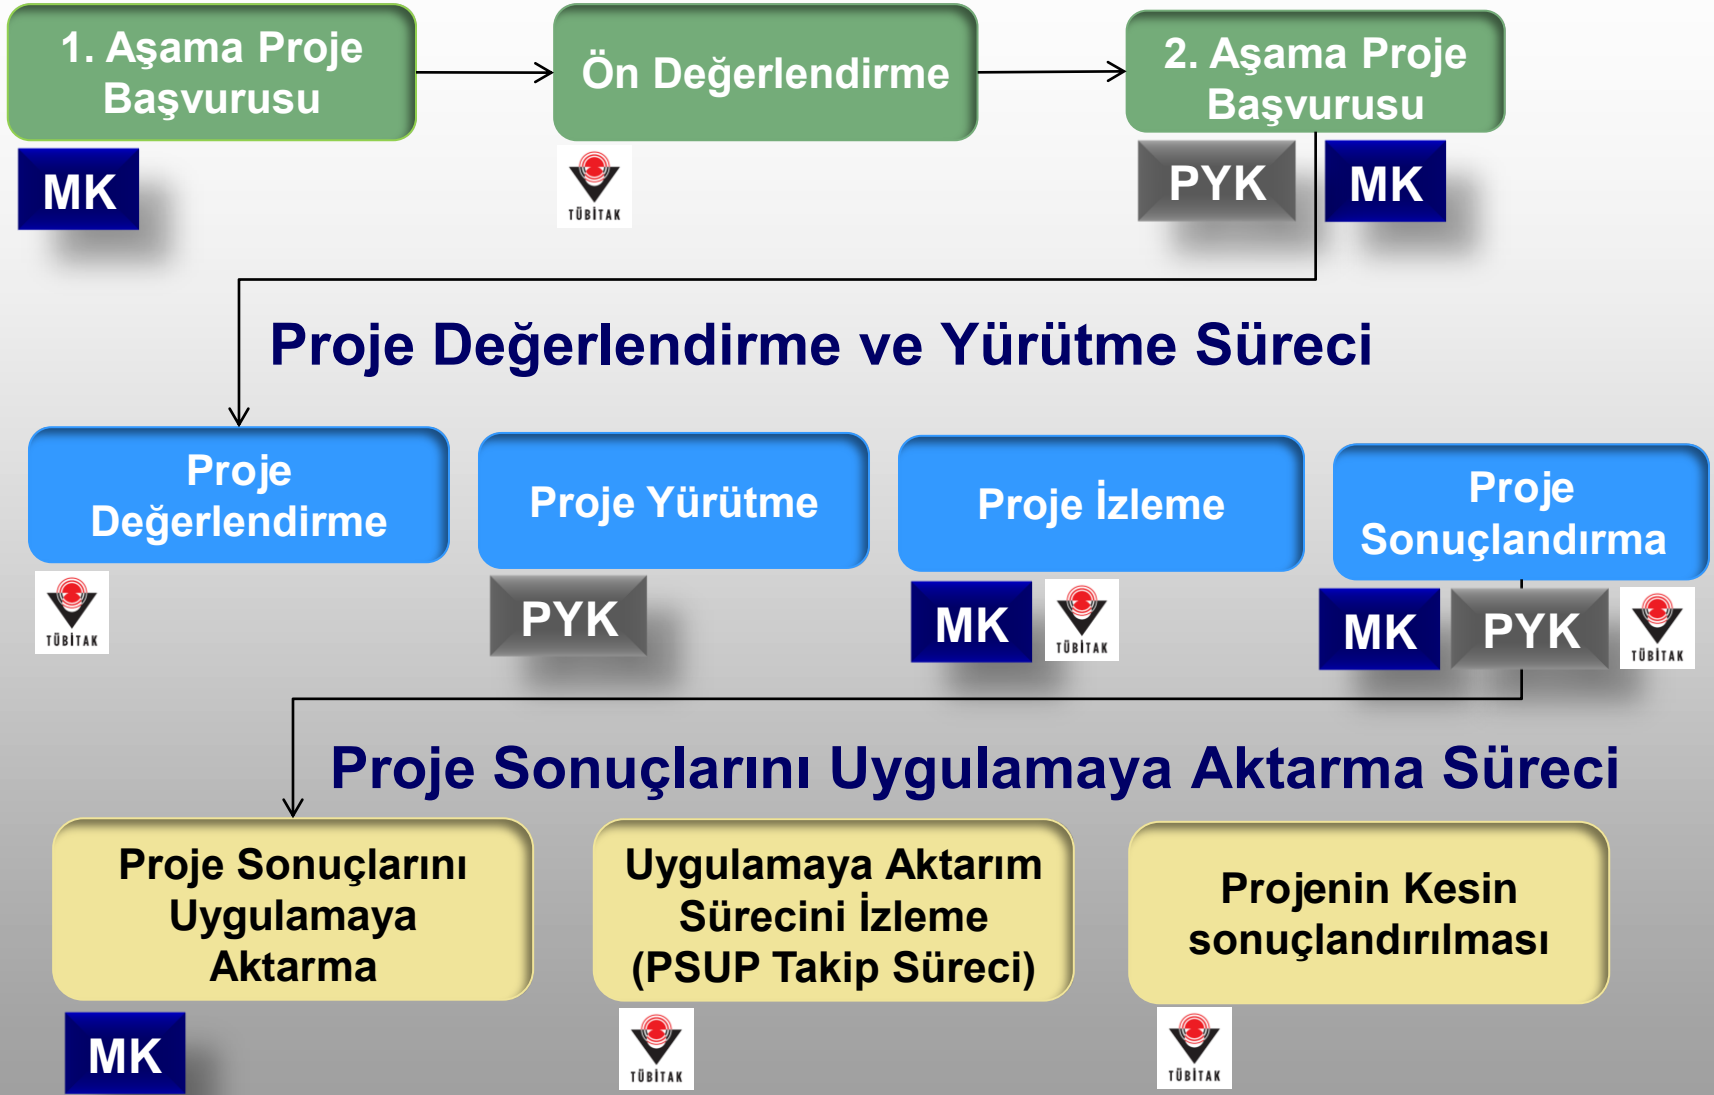 1. Aşama Proje
Başvurusu
Ön Değerlendirme
2. Aşama Proje
Başvurusu
MK
TÜBİTAK
PYK
MK
Proje Değerlendirme ve Yürütme Süreci
Proje
Değerlendirme
Proje Yürütme
Proje İzleme
Proje
Sonuçlandırma
TÜBİTAK
PYK
MK
TÜBİTAK
MK
PYK
TÜBİTAK
Proje Sonuçlarını Uygulamaya Aktarma Süreci
Proje Sonuçlarını
Uygulamaya
Aktarma
Uygulamaya Aktarım
Sürecini İzleme
(PSUP Takip Süreci)
Projenin Kesin
sonuçlandırılması
MK
TÜBİTAK
TÜBİTAK